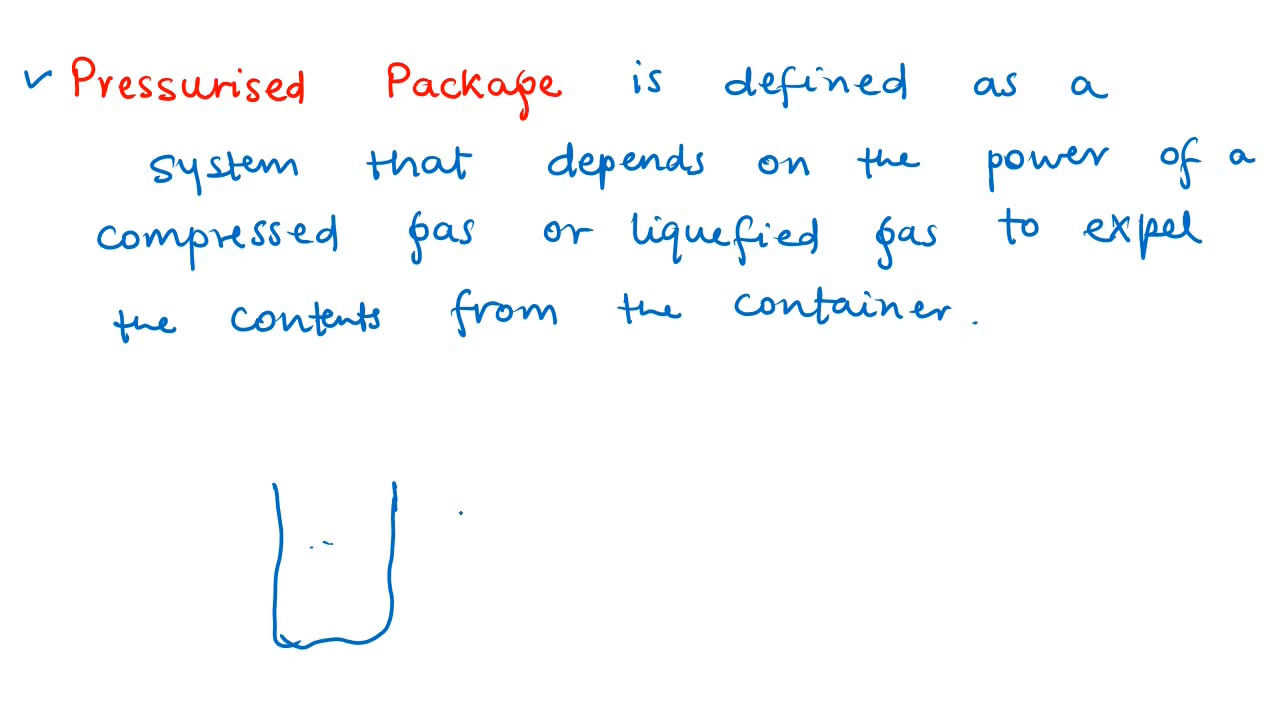 ✓ Pressurised Package is defined as a
system that depends on the power of a
compressed gas or liquefied gas to expel
the contents from the container.